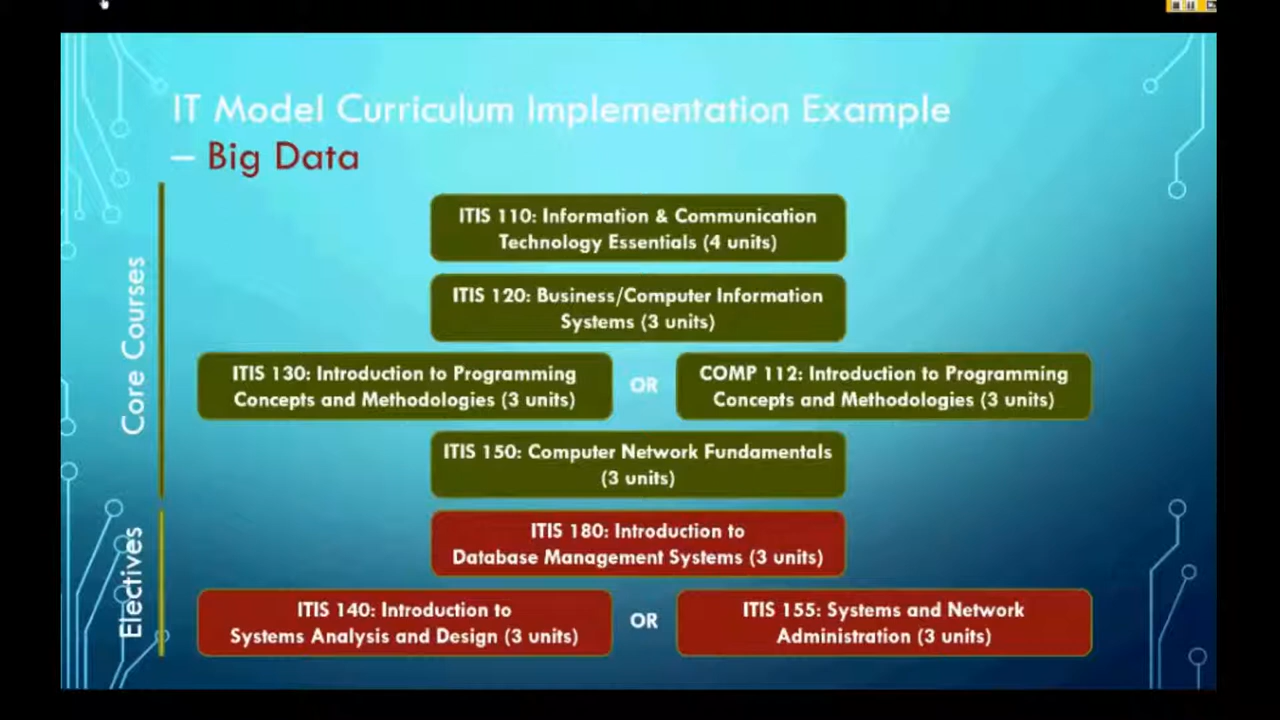 IT Model Curriculum Implementation Example
– Big Data
Core Courses
ITIS 110: Information & Communication
Technology Essentials (4 units)
ITIS 120: Business/Computer Information
Systems (3 units)
ITIS 130: Introduction to Programming
Concepts and Methodologies (3 units)
OR
COMP 112: Introduction to Programming
Concepts and Methodologies (3 units)
ITIS 150: Computer Network Fundamentals
(3 units)
Electives
ITIS 180: Introduction to
Database Management Systems (3 units)
ITIS 140: Introduction to
Systems Analysis and Design (3 units)
OR
ITIS 155: Systems and Network
Administration (3 units)